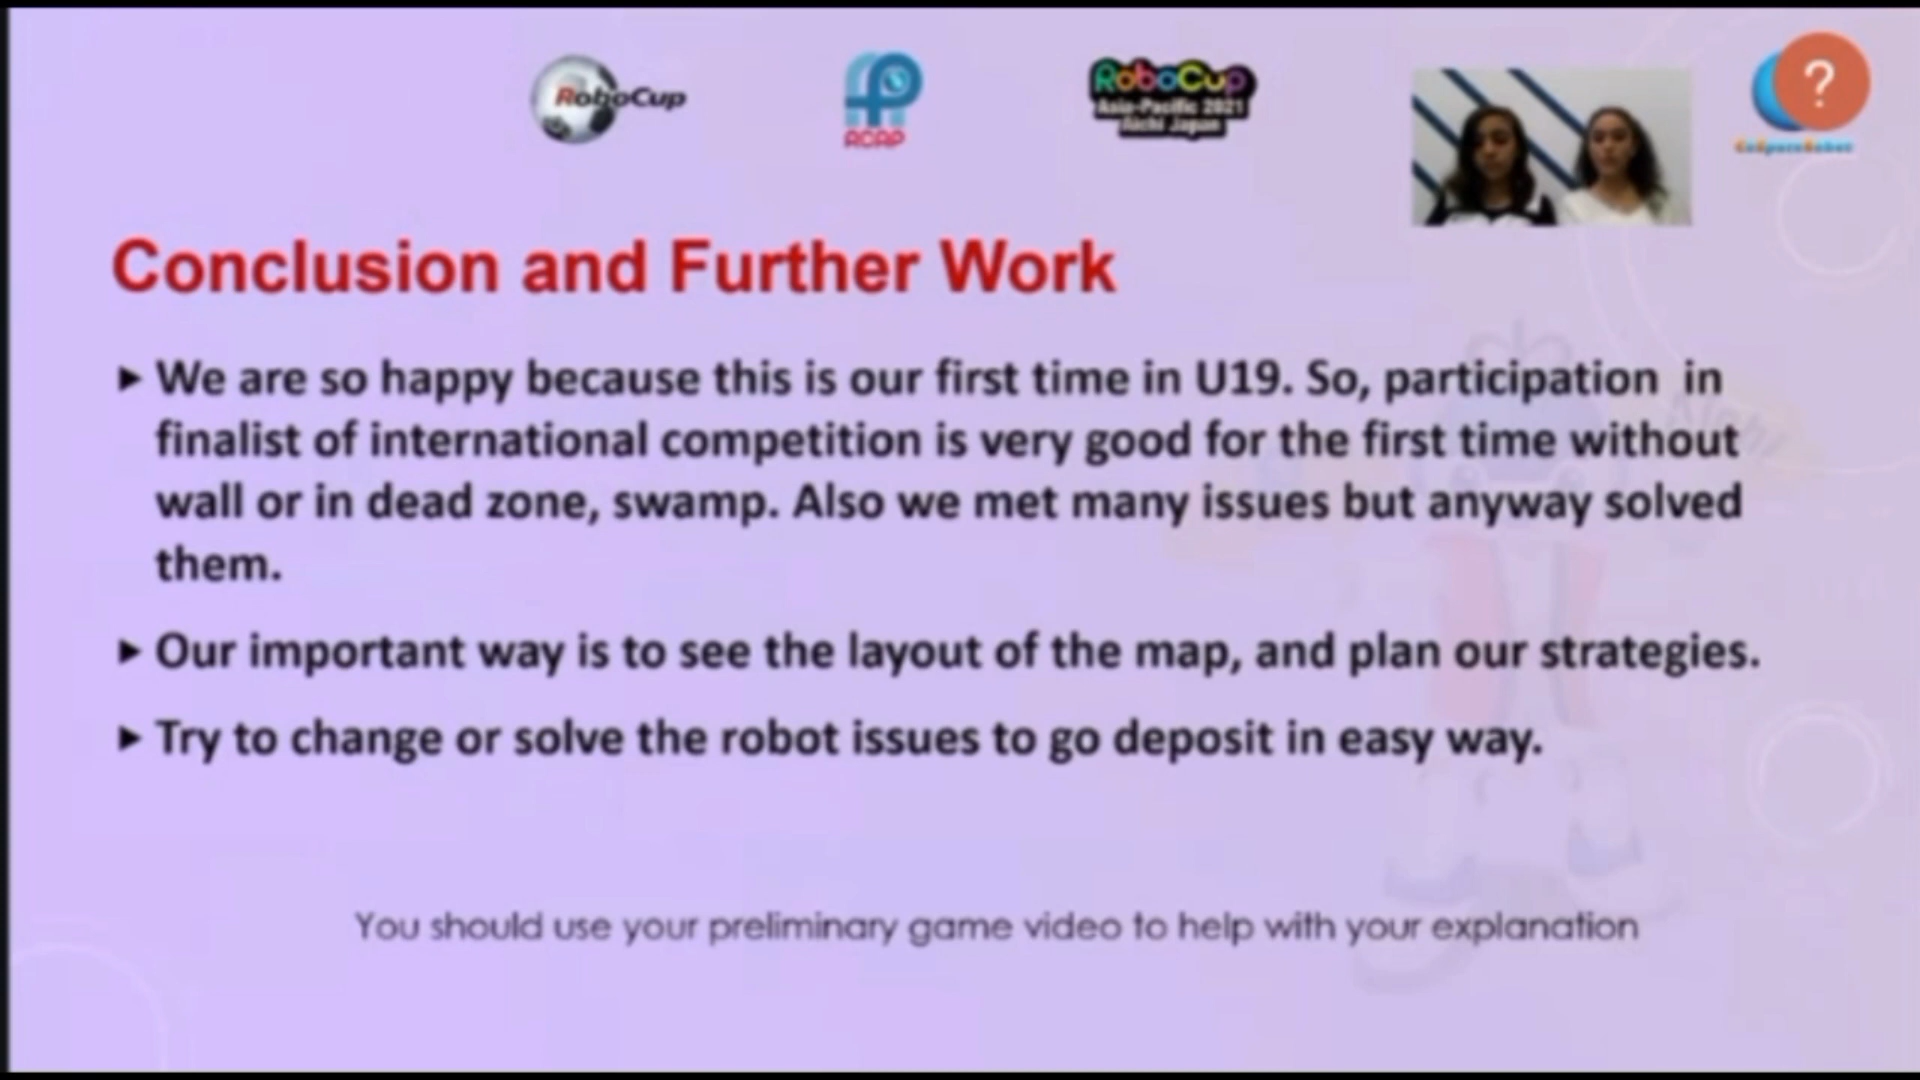 RoboCup
RCAP
RoboCup
Asia-Pacific 2021
Aichi Japan
?
CoSpaceRobot
Conclusion and Further Work
We are so happy because this is our first time in U19. So, participation in
finalist of international competition is very good for the first time without
wall or in dead zone, swamp. Also we met many issues but anyway solved
them.
Our important way is to see the layout of the map, and plan our strategies.
Try to change or solve the robot issues to go deposit in easy way.
You should use your preliminary game video to help with your explanation